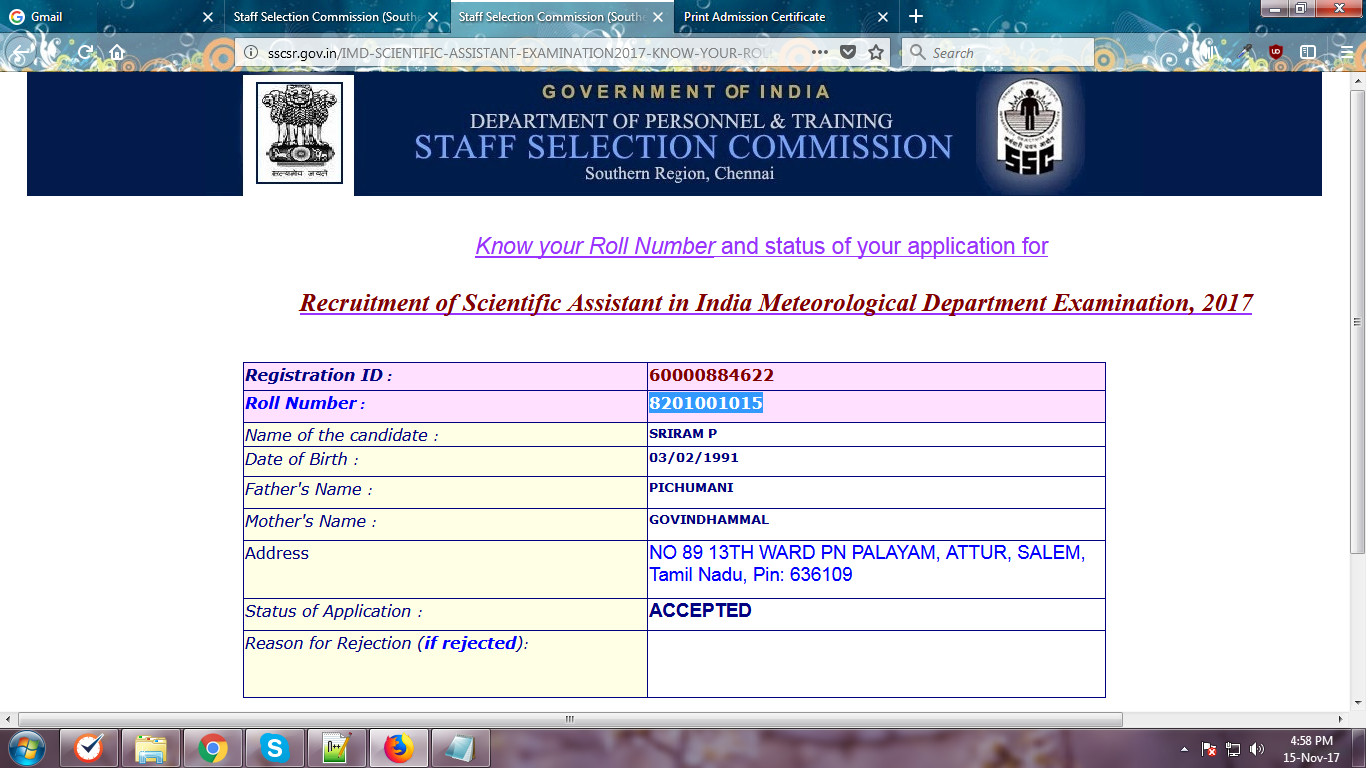 Gmail
Staff Selection Commission (South
Staff Selection Commission (Southe
Print Admission Certificate
sscsr.gov.in/IMD-SCIENTIFIC-ASSISTANT-EXAMINATION2017-KNOW-YOUR-ROLL
Search
GOVERNMENT OF INDIA
DEPARTMENT OF PERSONNEL & TRAINING
STAFF SELECTION COMMISSION
Southern Region, Chennai
सत्यमेव जयते
SSC
Know your Roll Number and status of your application for
Recruitment of Scientific Assistant in India Meteorological Department Examination, 2017
Registration ID : 60000884622
Roll Number : 8201001015
Name of the candidate : SRIRAM P
Date of Birth : 03/02/1991
Father's Name : PICHUMANI
Mother's Name : GOVINDHAMMAL
Address NO 89 13TH WARD PN PALAYAM, ATTUR, SALEM,
Tamil Nadu, Pin: 636109
Status of Application : ACCEPTED
Reason for Rejection (if rejected):
4:58 PM
15-Nov-17